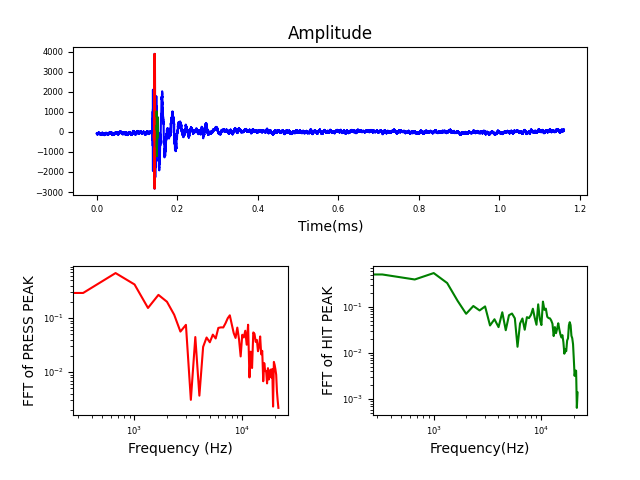 Amplitude
4000
3000
2000
1000
0
−1000
−2000
−3000
0.0 0.2 0.4 0.6 0.8 1.0 1.2
Time(ms)
FFT of PRESS PEAK
10⁻¹
10⁻²
10³ 10⁴
Frequency (Hz)
FFT of HIT PEAK
10⁻¹
10⁻²
10⁻³
10³ 10⁴
Frequency(Hz)